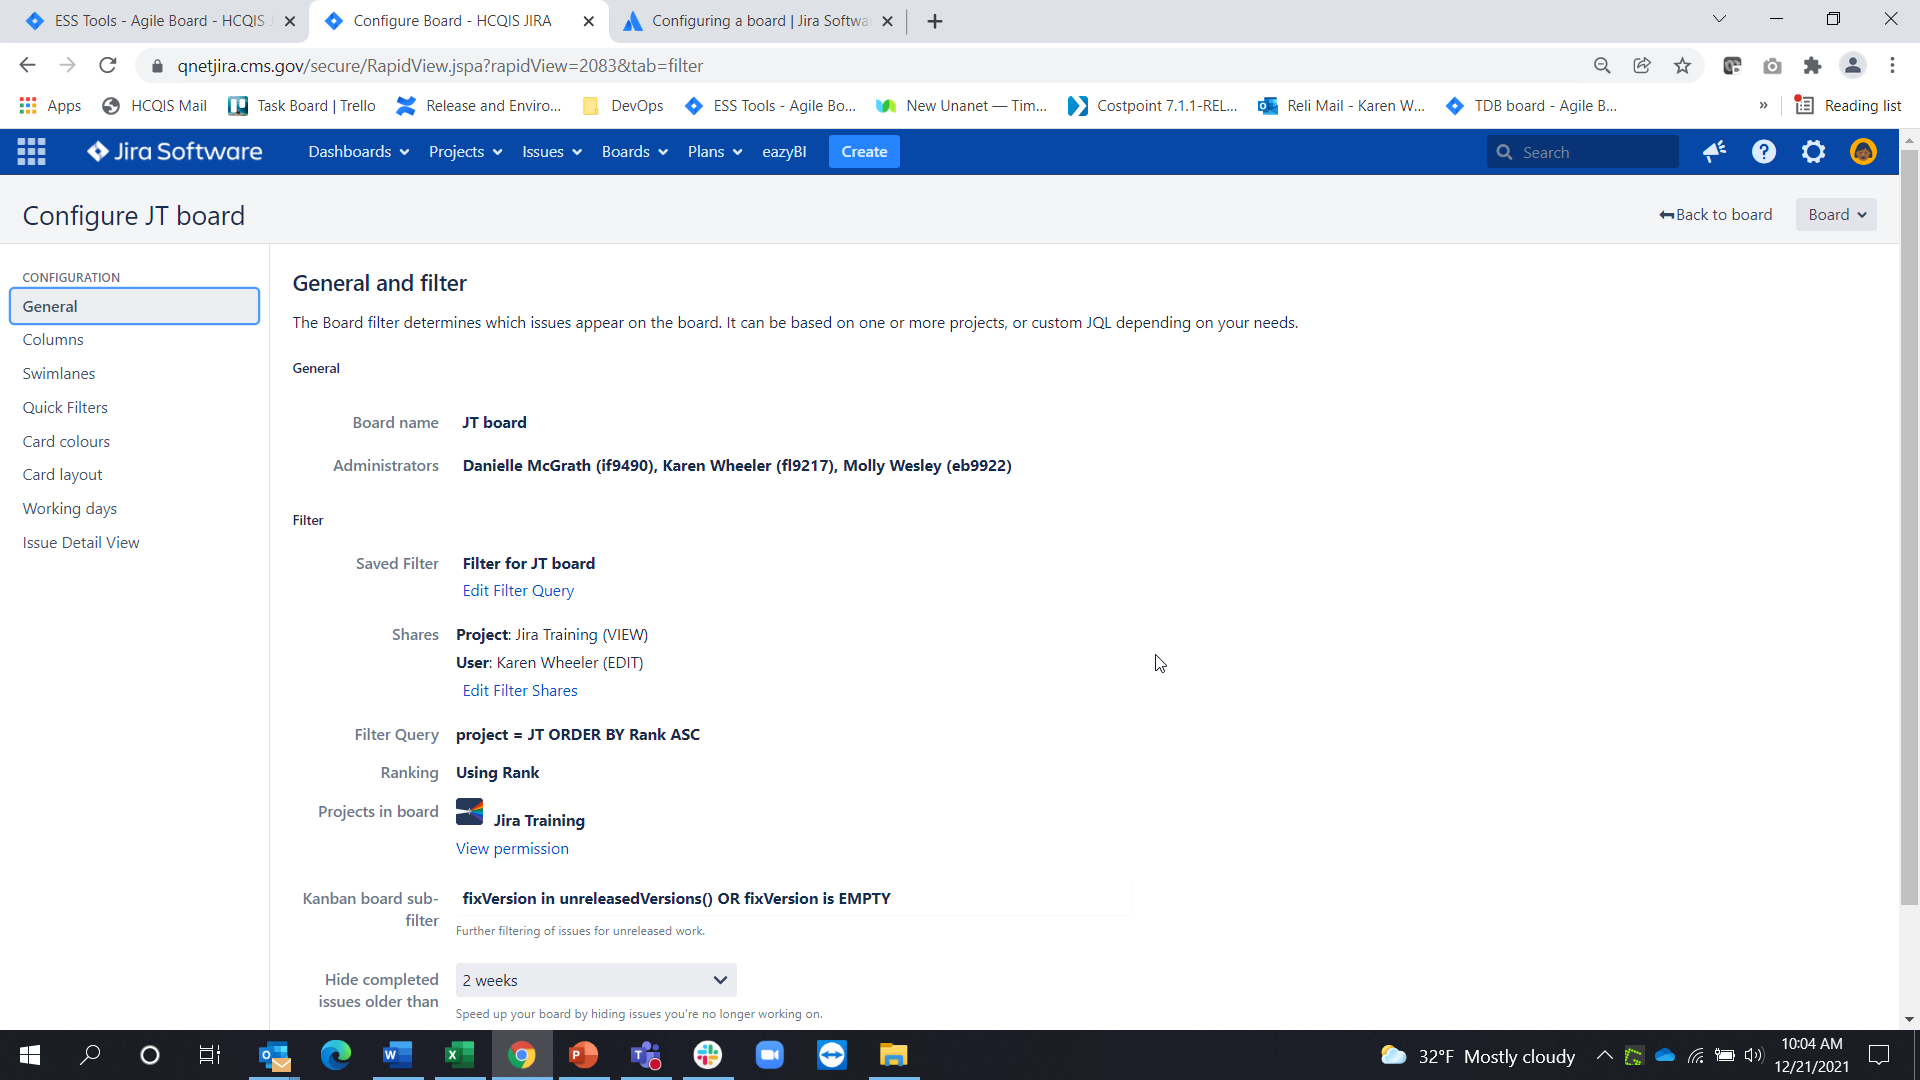 ESS Tools - Agile Board - HCQIS J
Configure Board - HCQIS JIRA
Configuring a board | Jira Softwa
qnetjira.cms.gov/secure/RapidView.jspa?rapidView=2083&tab=filter
Apps
HCQIS Mail
Task Board | Trello
Release and Enviro...
DevOps
ESS Tools - Agile Bo...
New Unanet — Tim...
Costpoint 7.1.1-REL...
Reli Mail - Karen W...
TDB board - Agile B...
»
Reading list
Jira Software
Dashboards
Projects
Issues
Boards
Plans
eazyBI
Create
Search
Configure JT board
Back to board
Board
CONFIGURATION
General
Columns
Swimlanes
Quick Filters
Card colours
Card layout
Working days
Issue Detail View
General and filter
The Board filter determines which issues appear on the board. It can be based on one or more projects, or custom JQL depending on your needs.
General
Board name JT board
Administrators Danielle McGrath (if9490), Karen Wheeler (fl9217), Molly Wesley (eb9922)
Filter
Saved Filter Filter for JT board
Edit Filter Query
Shares Project: Jira Training (VIEW)
User: Karen Wheeler (EDIT)
Edit Filter Shares
Filter Query project = JT ORDER BY Rank ASC
Ranking Using Rank
Projects in board Jira Training
View permission
Kanban board sub-
filter
fixVersion in unreleasedVersions() OR fixVersion is EMPTY
Further filtering of issues for unreleased work.
Hide completed
issues older than
2 weeks
Speed up your board by hiding issues you're no longer working on.
32°F Mostly cloudy
10:04 AM
12/21/2021